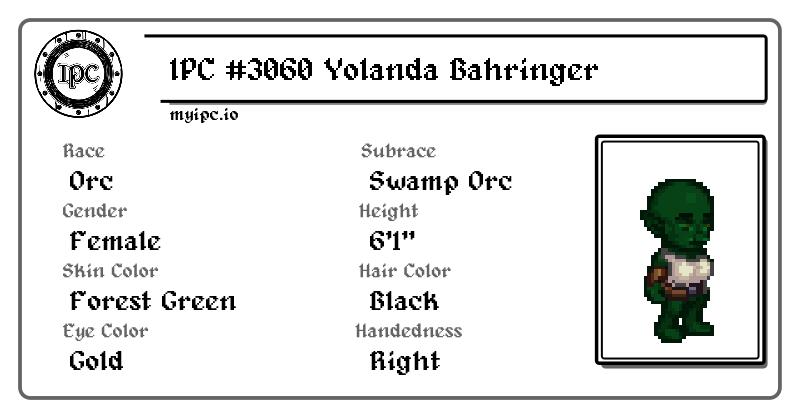 IPC
IPC #3060 Yolanda Bahringer
myipc.io
Race
Orc
Subrace
Swamp Orc
Gender
Female
Height
6'1"
Skin Color
Forest Green
Hair Color
Black
Eye Color
Gold
Handedness
Right